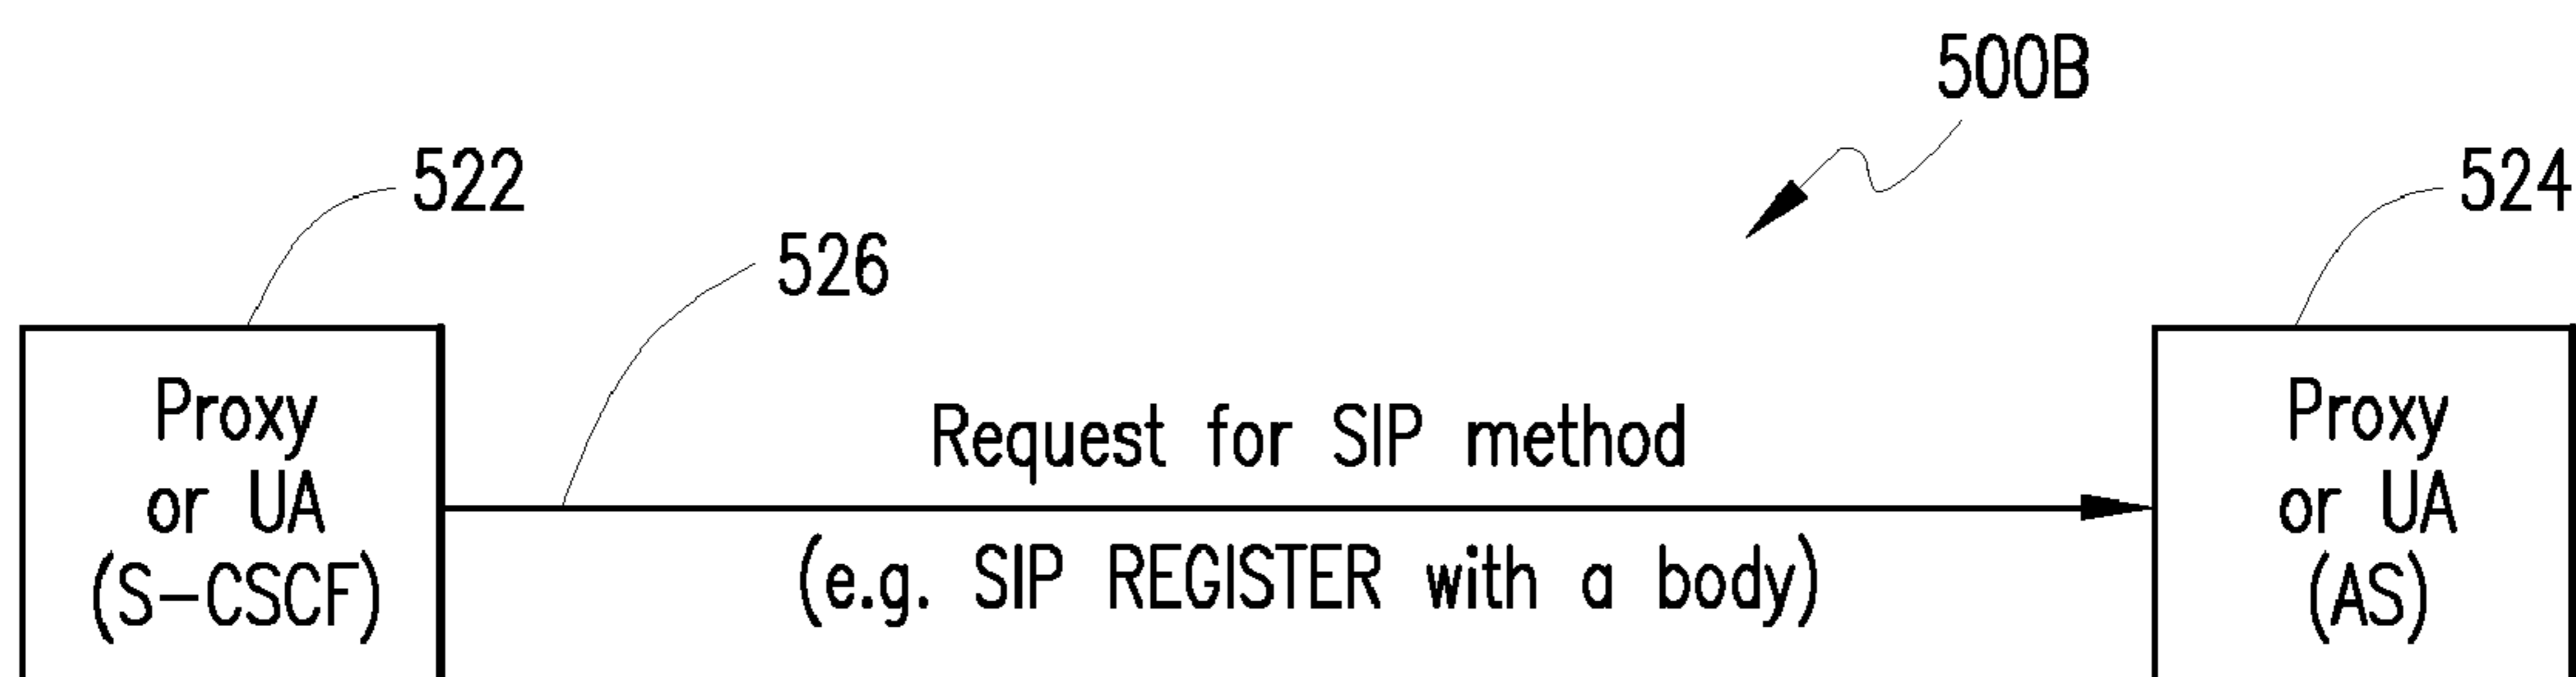 500B
522
524
526
Proxy
or UA
(S-CSCF)
Request for SIP method
(e.g. SIP REGISTER with a body)
Proxy
or UA
(AS)